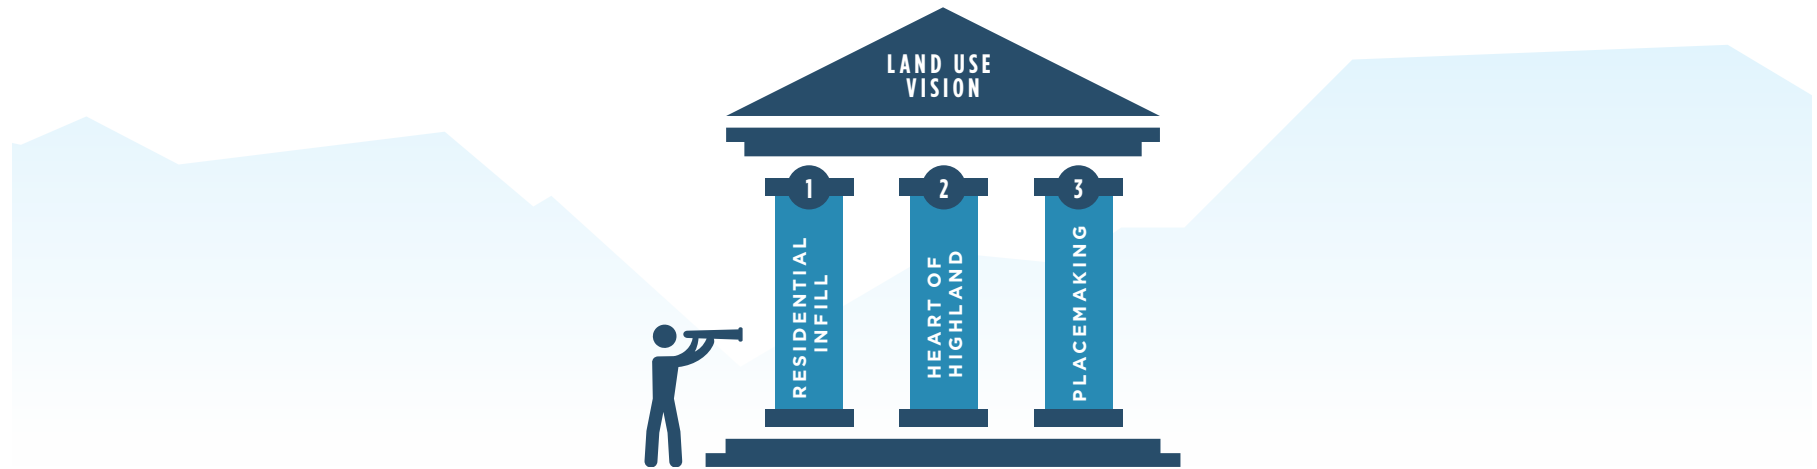 LAND USE
VISION
1
RESIDENTIAL
INFILL
2
HEART OF
HIGHLAND
3
PLACEMAKING